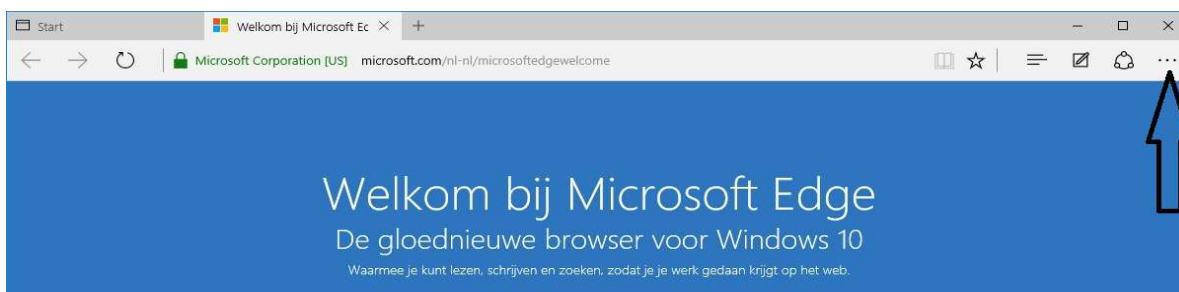 Start
Welkom bij Microsoft Ec
Microsoft Corporation [US] microsoft.com/nl-nl/microsoftedgewelcome
Welkom bij Microsoft Edge
De gloednieuwe browser voor Windows 10
Waarmee je kunt lezen, schrijven en zoeken, zodat je je werk gedaan krijgt op het web.